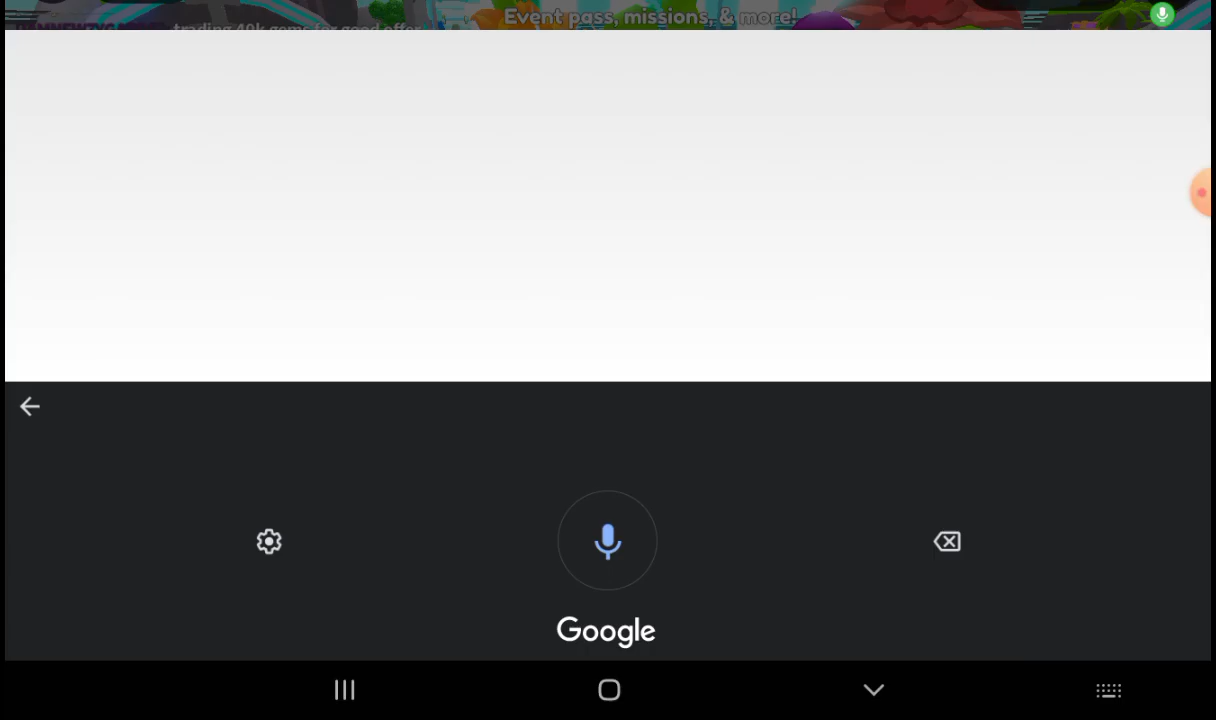 Event pass, missions, & more!
trading 40k gems for good offer
Google